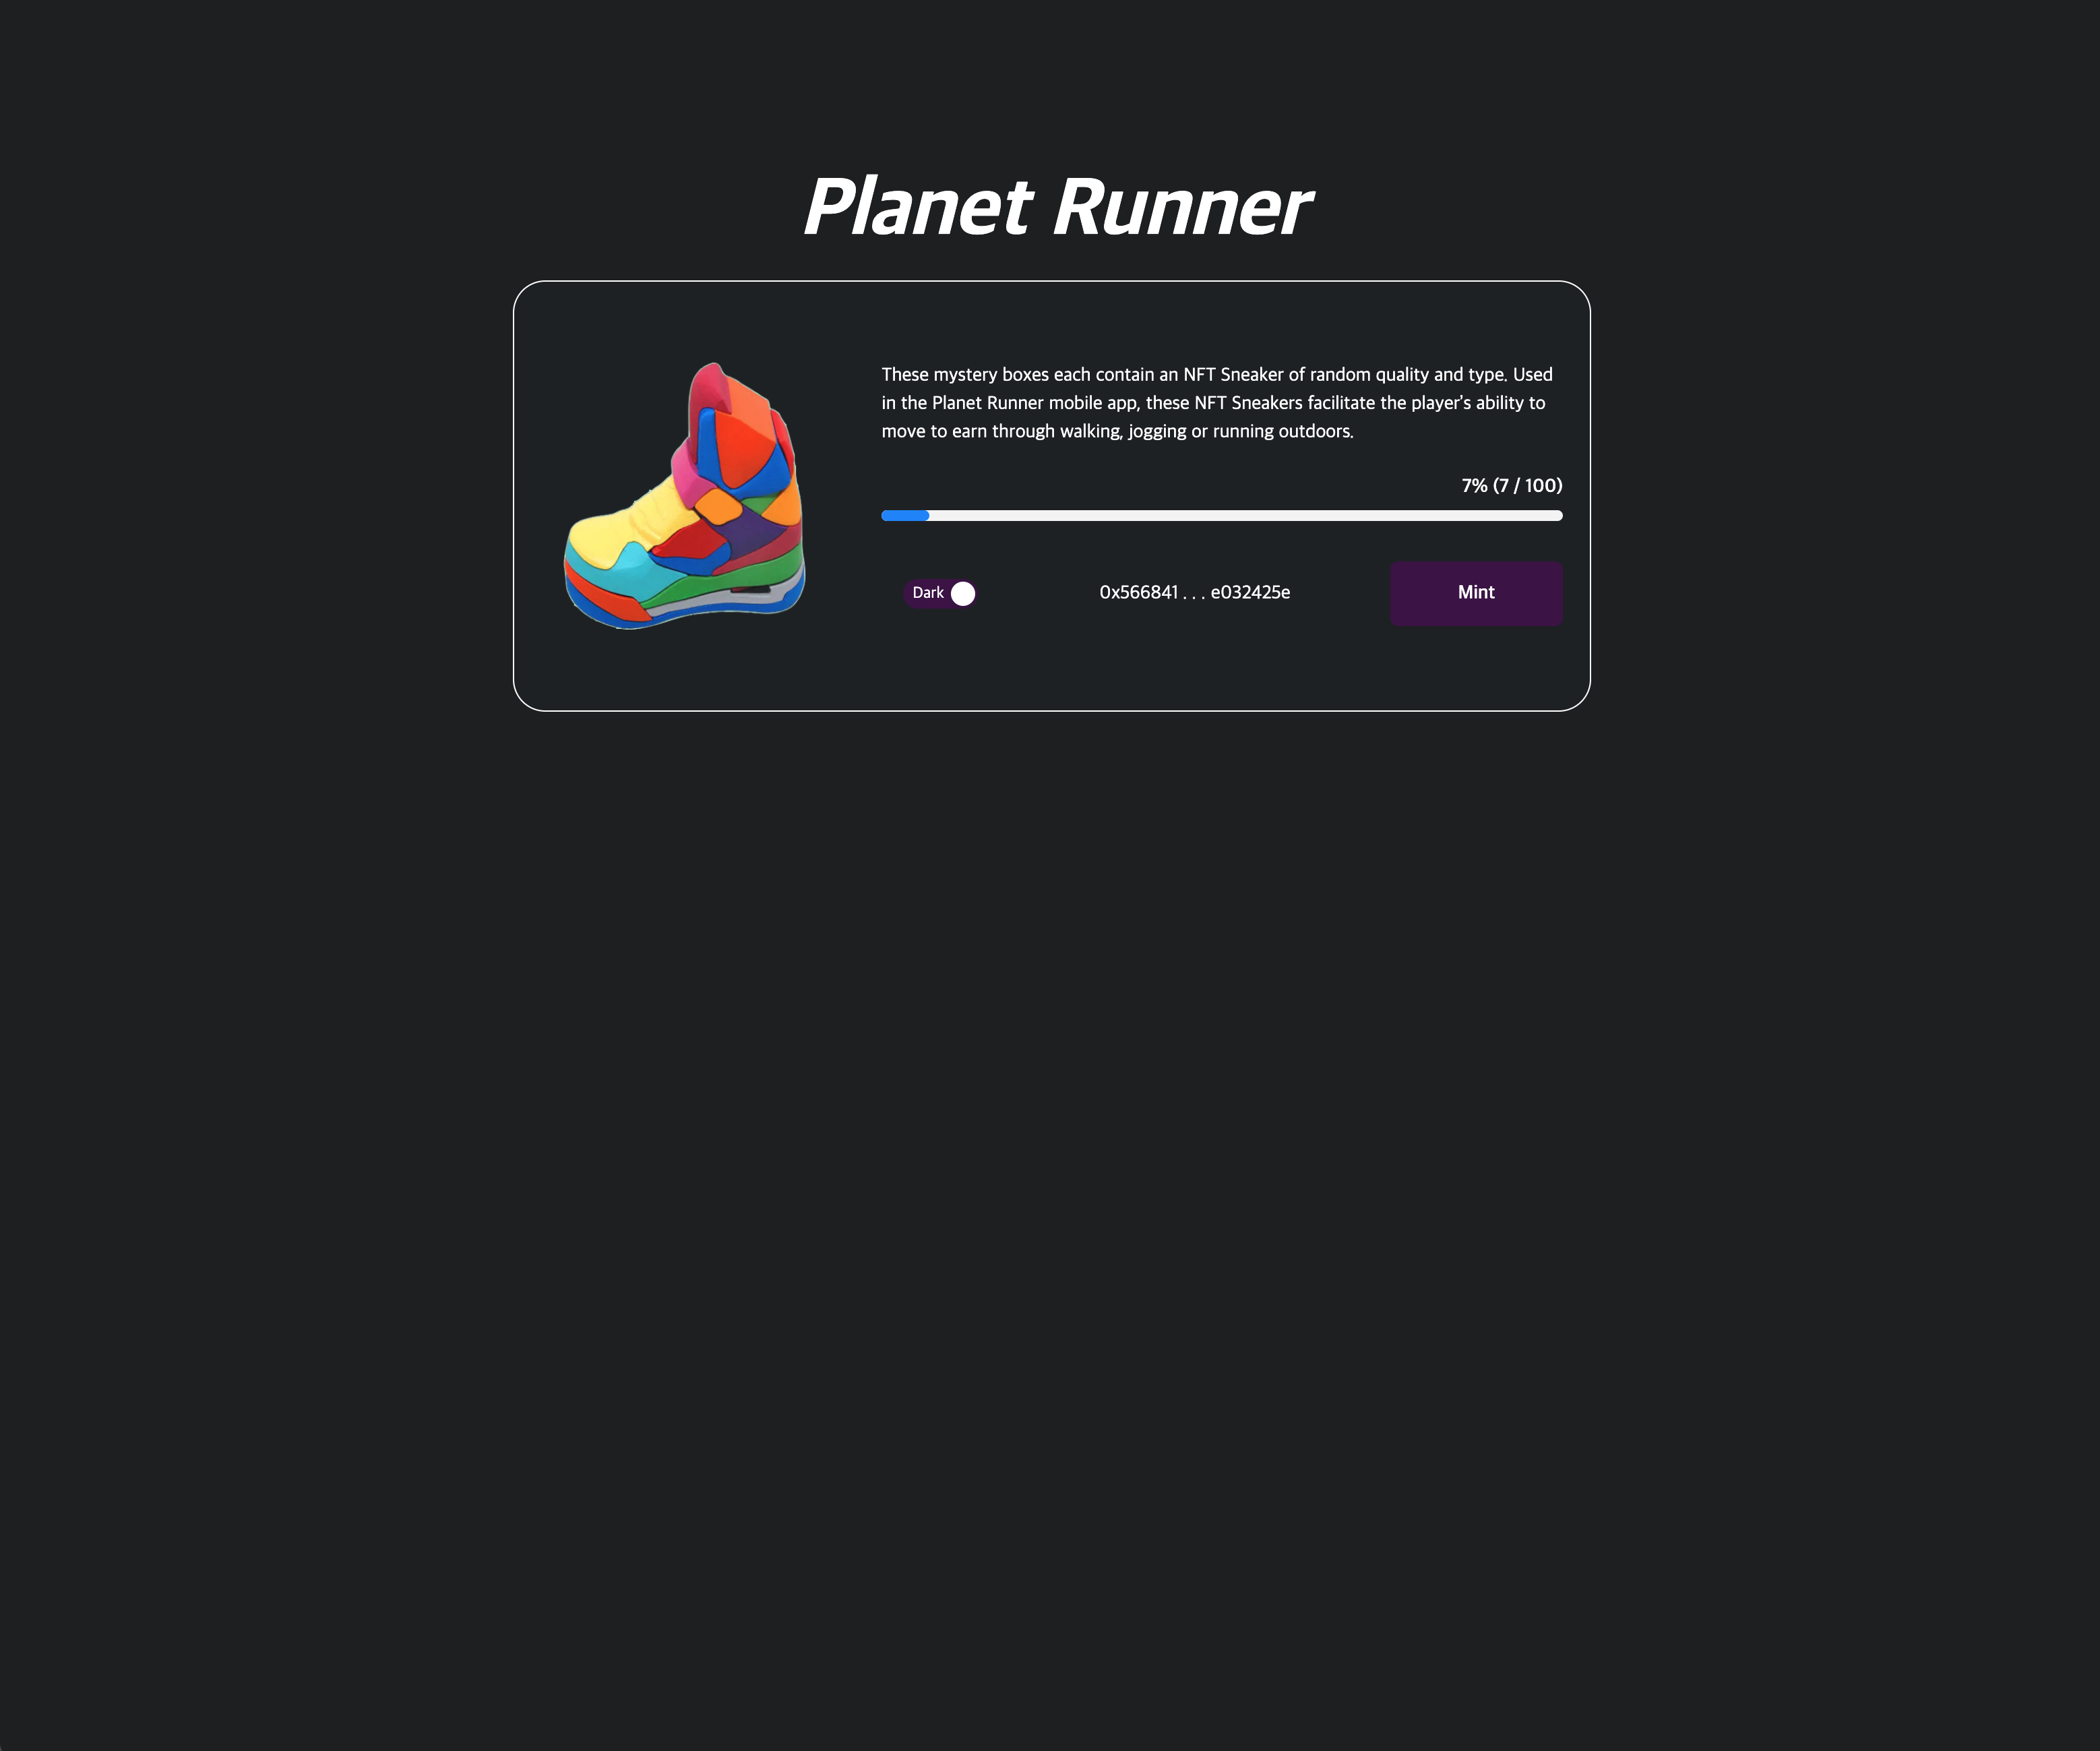 Planet Runner
These mystery boxes each contain an NFT Sneaker of random quality and type. Used
in the Planet Runner mobile app, these NFT Sneakers facilitate the player's ability to
move to earn through walking, jogging or running outdoors.
7% (7 / 100)
Dark
0x566841 . . . e032425e
Mint